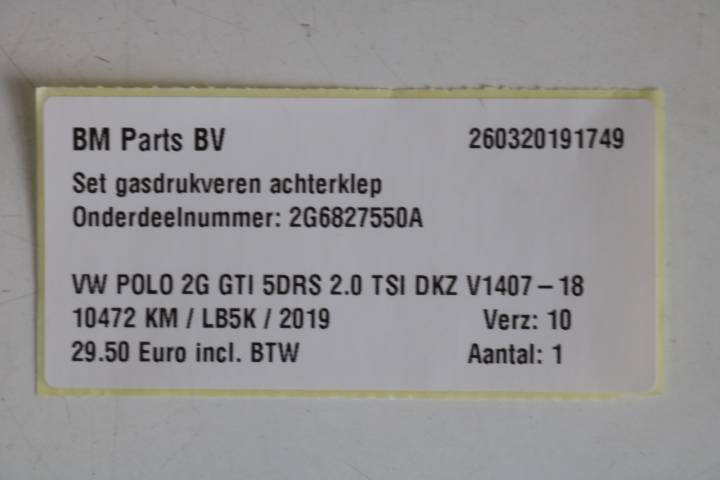 BM Parts BV 260320191749
Set gasdrukveren achterklep
Onderdeelnummer: 2G6827550A
VW POLO 2G GTI 5DRS 2.0 TSI DKZ V1407-18
10472 KM / LB5K / 2019 Verz: 10
29.50 Euro incl. BTW Aantal: 1